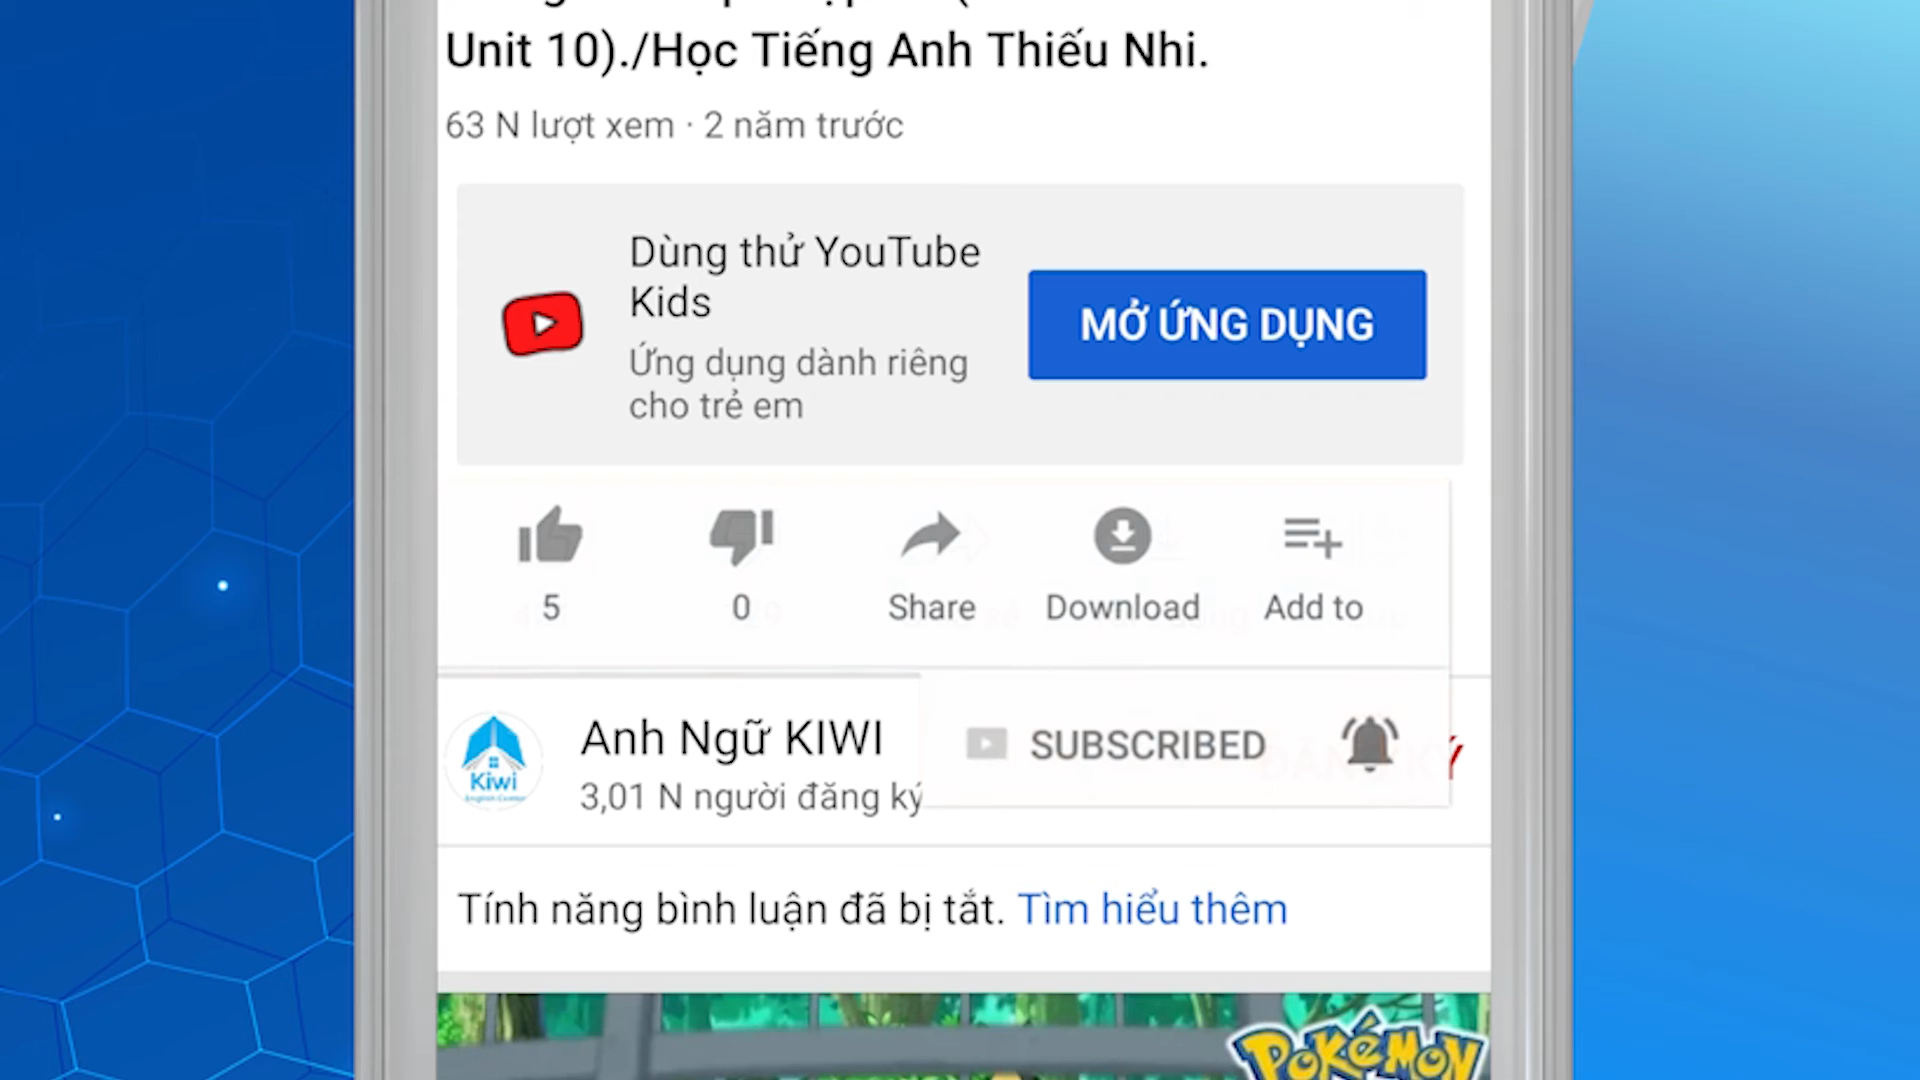 Unit 10)./Học Tiếng Anh Thiếu Nhi.
63 N lượt xem · 2 năm trước
Dùng thử YouTube
Kids
Ứng dụng dành riêng
cho trẻ em
MỞ ỨNG DỤNG
5
0
Share
Download
Add to
Kiwi
Anh Ngữ KIWI
3,01 N người đăng ký
SUBSCRIBED
Tính năng bình luận đã bị tắt. Tìm hiểu thêm
POKéMON